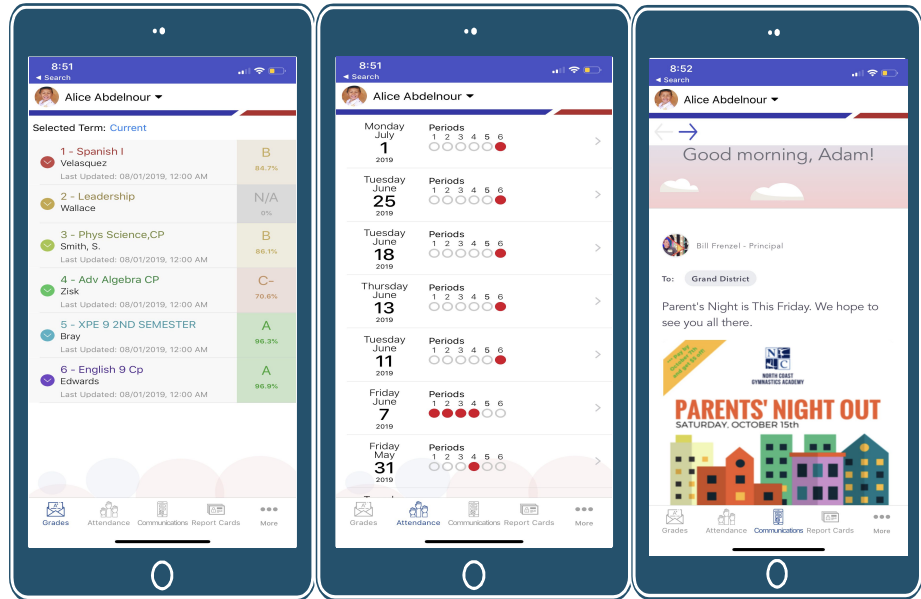 8:51
Search
Alice Abdelnour
Selected Term: Current
1 - Spanish I
Velasquez
Last Updated: 08/01/2019, 12:00 AM
B
84.7%
2 - Leadership
Wallace
N/A
0%
3 - Phys Science,CP
Smith, S.
Last Updated: 08/01/2019, 12:00 AM
B
86.1%
4 - Adv Algebra CP
Zisk
Last Updated: 08/01/2019, 12:00 AM
C-
70.6%
5 - XPE 9 2ND SEMESTER
Bray
Last Updated: 08/01/2019, 12:00 AM
A
96.3%
6 - English 9 Cp
Edwards
Last Updated: 08/01/2019, 12:00 AM
A
96.9%
Grades Attendance Communications Report Cards More
8:51
Search
Alice Abdelnour
Monday
July
1
2019
Periods
1 2 3 4 5 6
Tuesday
June
25
2019
Periods
1 2 3 4 5 6
Tuesday
June
18
2019
Periods
1 2 3 4 5 6
Thursday
June
13
2019
Periods
1 2 3 4 5 6
Tuesday
June
11
2019
Periods
1 2 3 4 5 6
Friday
June
7
2019
Periods
1 2 3 4 5 6
Friday
May
31
2019
Periods
1 2 3 4 5 6
Grades Attendance Communications Report Cards More
8:52
Search
Alice Abdelnour
Good morning, Adam!
Bill Frenzel - Principal
To: Grand District
Parent's Night is This Friday. We hope to
see you all there.
NORTH COAST
GYMNASTICS ACADEMY
PARENTS' NIGHT OUT
SATURDAY, OCTOBER 15th
Grades Attendance Communications Report Cards More